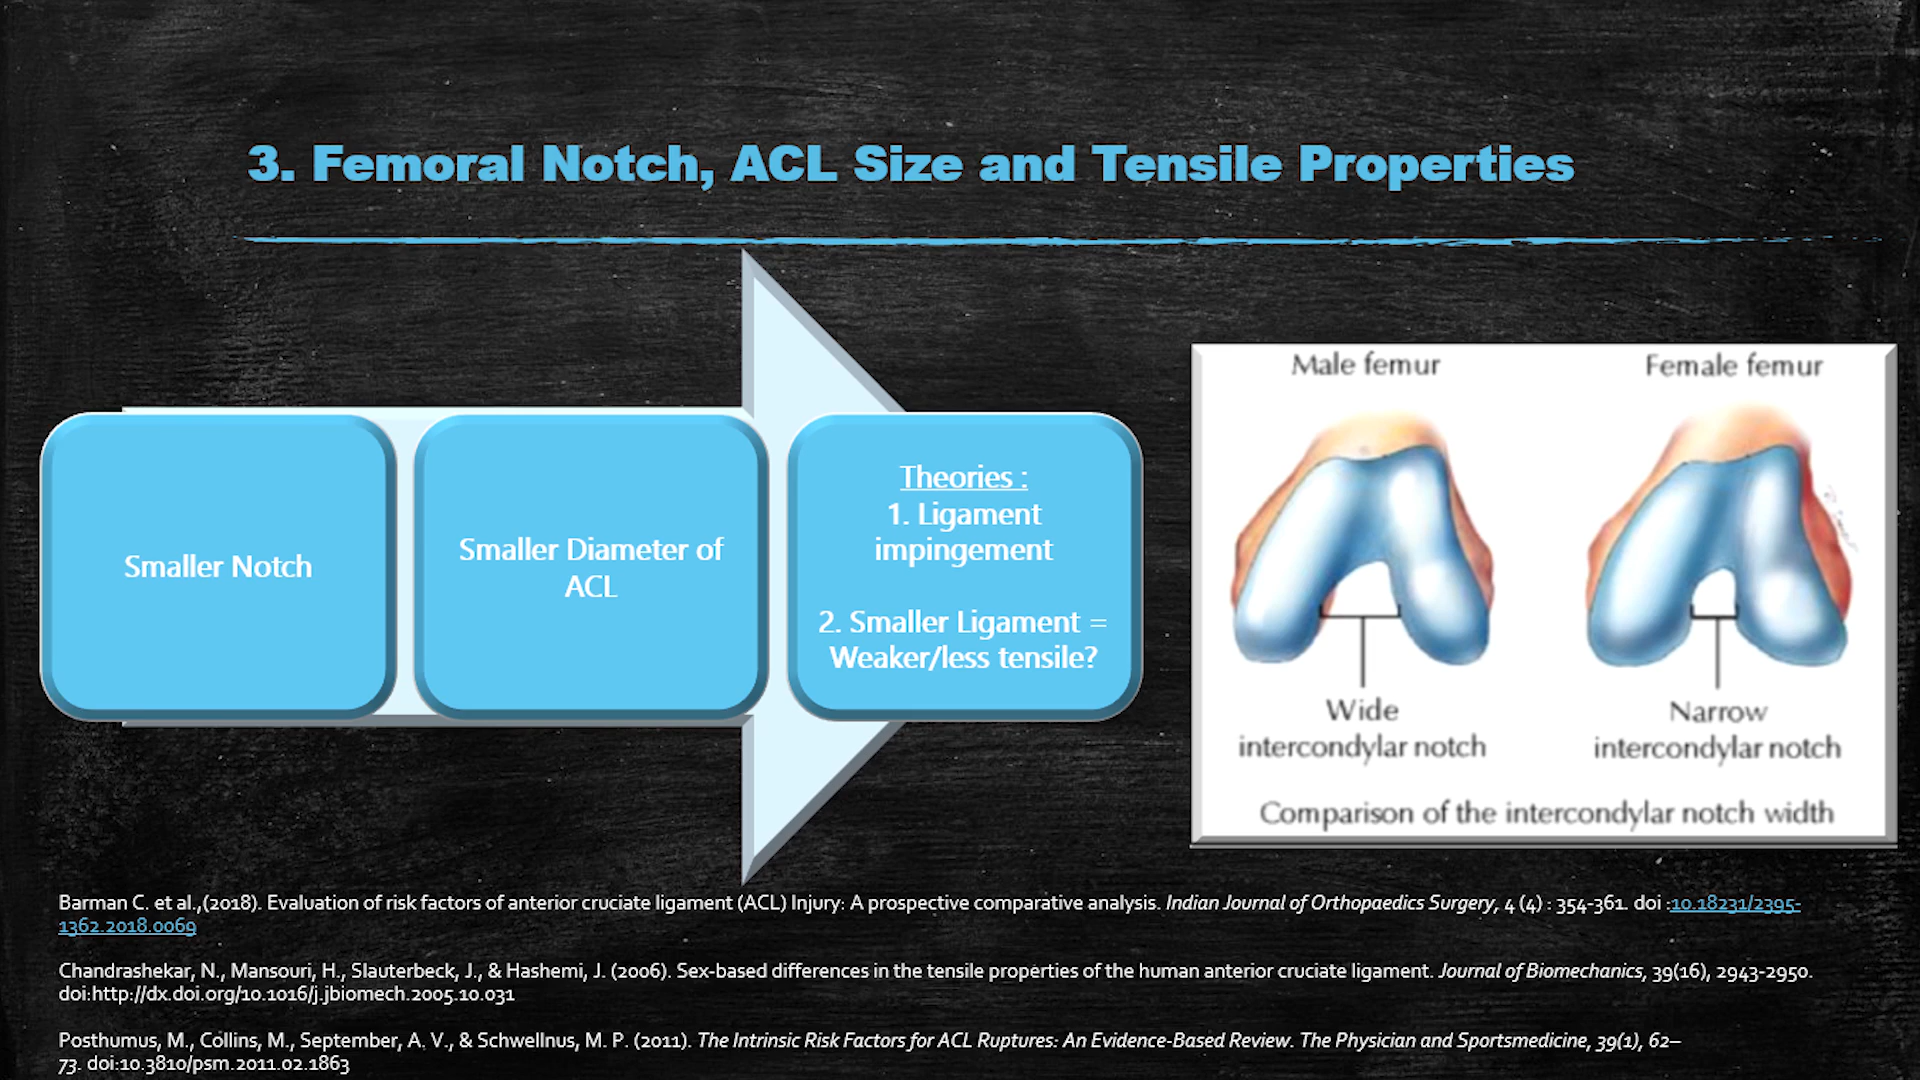 3. Femoral Notch, ACL Size and Tensile Properties
Smaller Notch
Smaller Diameter of
ACL
Theories :
1. Ligament
impingement
2. Smaller Ligament =
Weaker/less tensile?
Male femur
Female femur
Wide
intercondylar notch
Narrow
intercondylar notch
Comparison of the intercondylar notch width
Barman C. et al.,(2018). Evaluation of risk factors of anterior cruciate ligament (ACL) Injury: A prospective comparative analysis. Indian Journal of Orthopaedics Surgery, 4 (4) : 354-361. doi :10.18231/2395-
1362.2018.0069
Chandrashekar, N., Mansouri, H., Slauterbeck, J., & Hashemi, J. (2006). Sex-based differences in the tensile properties of the human anterior cruciate ligament. Journal of Biomechanics, 39(16), 2943-2950.
doi:http://dx.doi.org/10.1016/j.jbiomech.2005.10.031
Posthumus, M., Collins, M., September, A. V., & Schwellnus, M. P. (2011). The Intrinsic Risk Factors for ACL Ruptures: An Evidence-Based Review. The Physician and Sportsmedicine, 39(1), 62–
73. doi:10.3810/psm.2011.02.1863